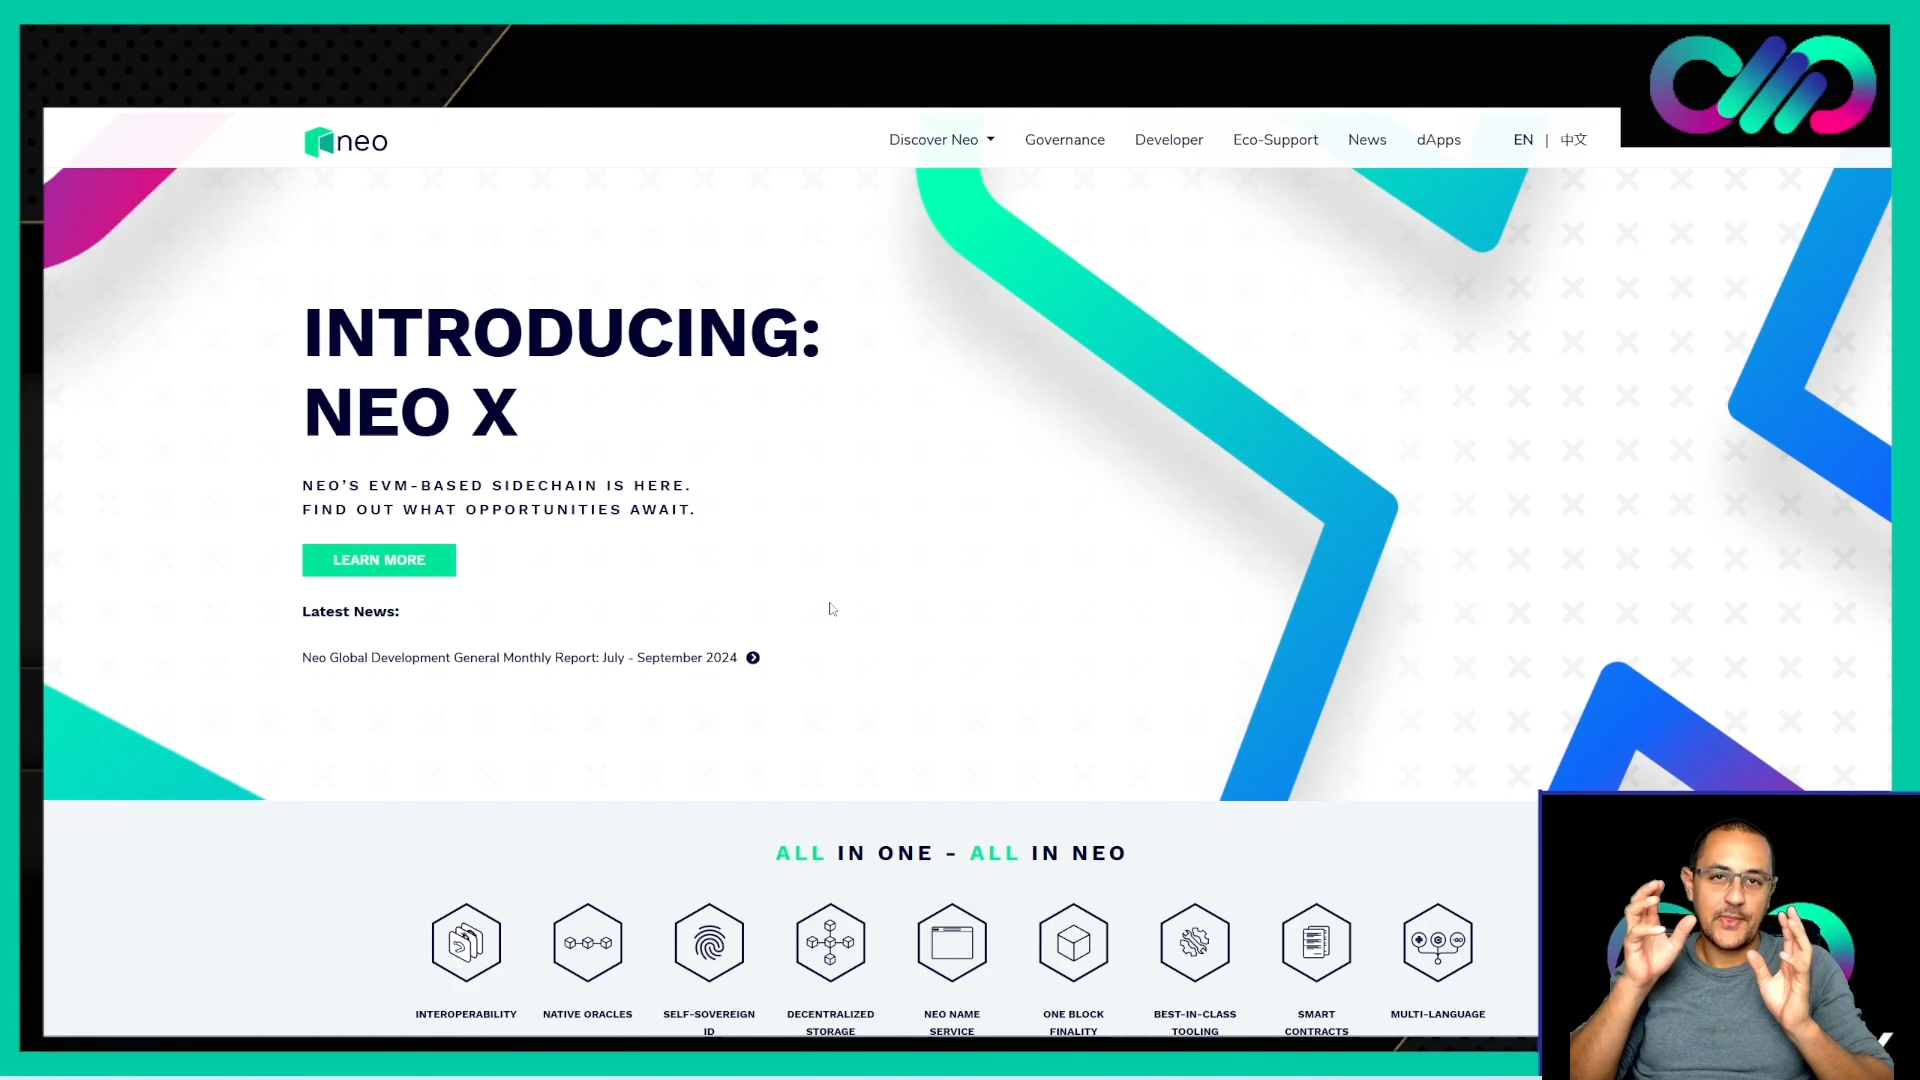 neo
Discover Neo
Governance
Developer
Eco-Support
News
dApps
EN | 中文
INTRODUCING:
NEO X
NEO’S EVM-BASED SIDECHAIN IS HERE.
FIND OUT WHAT OPPORTUNITIES AWAIT.
LEARN MORE
Latest News:
Neo Global Development General Monthly Report: July - September 2024
ALL IN ONE - ALL IN NEO
INTEROPERABILITY
NATIVE ORACLES
SELF-SOVEREIGN
ID
DECENTRALIZED
STORAGE
NEO NAME
SERVICE
ONE BLOCK
FINALITY
BEST-IN-CLASS
TOOLING
SMART
CONTRACTS
MULTI-LANGUAGE